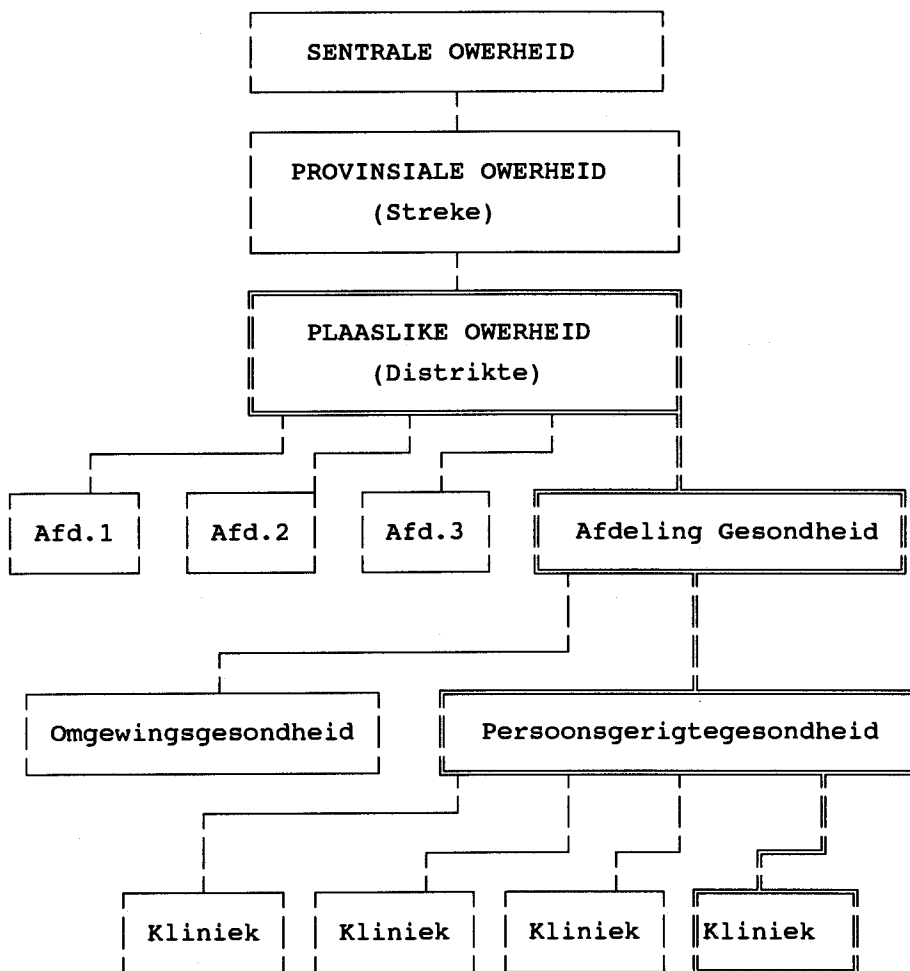 SENTRALE OWERHEID
PROVINSIALE OWERHEID
(Streke)
PLAASLIKE OWERHEID
(Distrikte)
Afd.1 Afd.2 Afd.3 Afdeling Gesondheid
Omgewingsgesondheid Persoonsgerigtegesondheid
Kliniek Kliniek Kliniek Kliniek